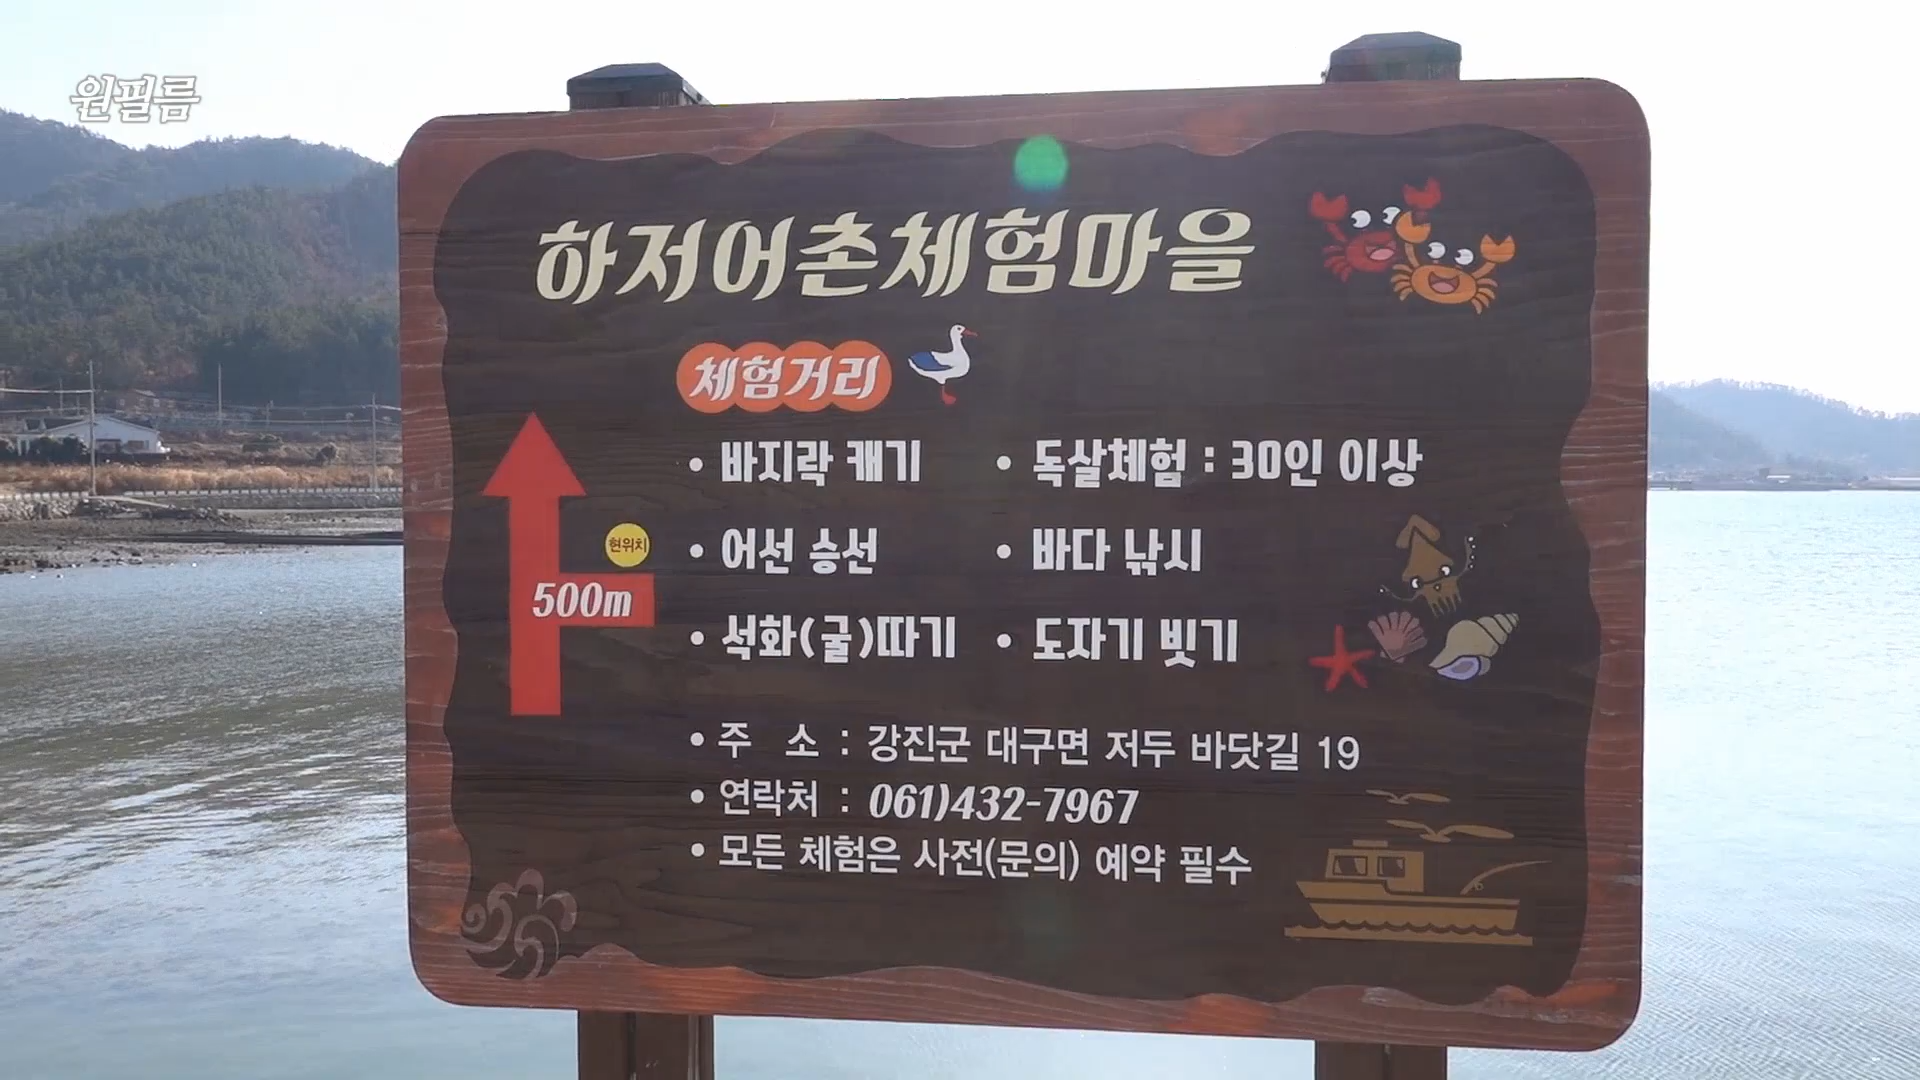 원필름
하저어촌체험마을
체험거리
• 바지락 캐기 • 독살체험 : 30인 이상
현위치
• 어선 승선 • 바다 낚시
500m
• 석화(굴)따기 • 도자기 빗기
• 주 소 : 강진군 대구면 저두 바닷길 19
• 연락처 : 061)432-7967
• 모든 체험은 사전(문의) 예약 필수